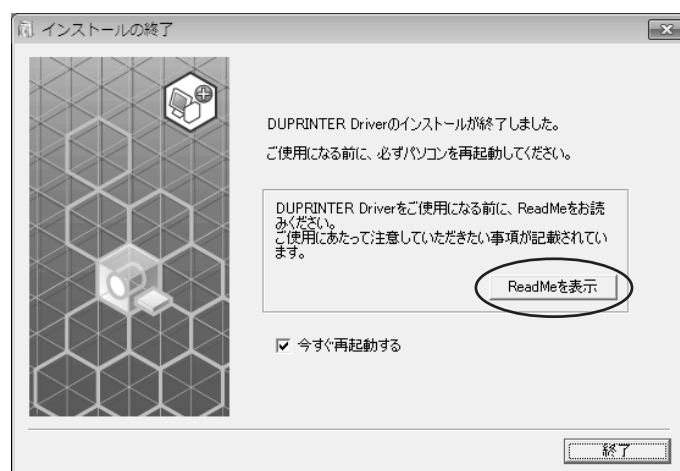 インストールの終了
DUPRINTER Driverのインストールが終了しました。
ご使用になる前に、必ずパソコンを再起動してください。
DUPRINTER Driverをご使用になる前に、ReadMeをお読
みください。
ご使用にあたって注意していただきたい事項が記載されてい
ます。
ReadMeを表示
今すぐ再起動する
終了